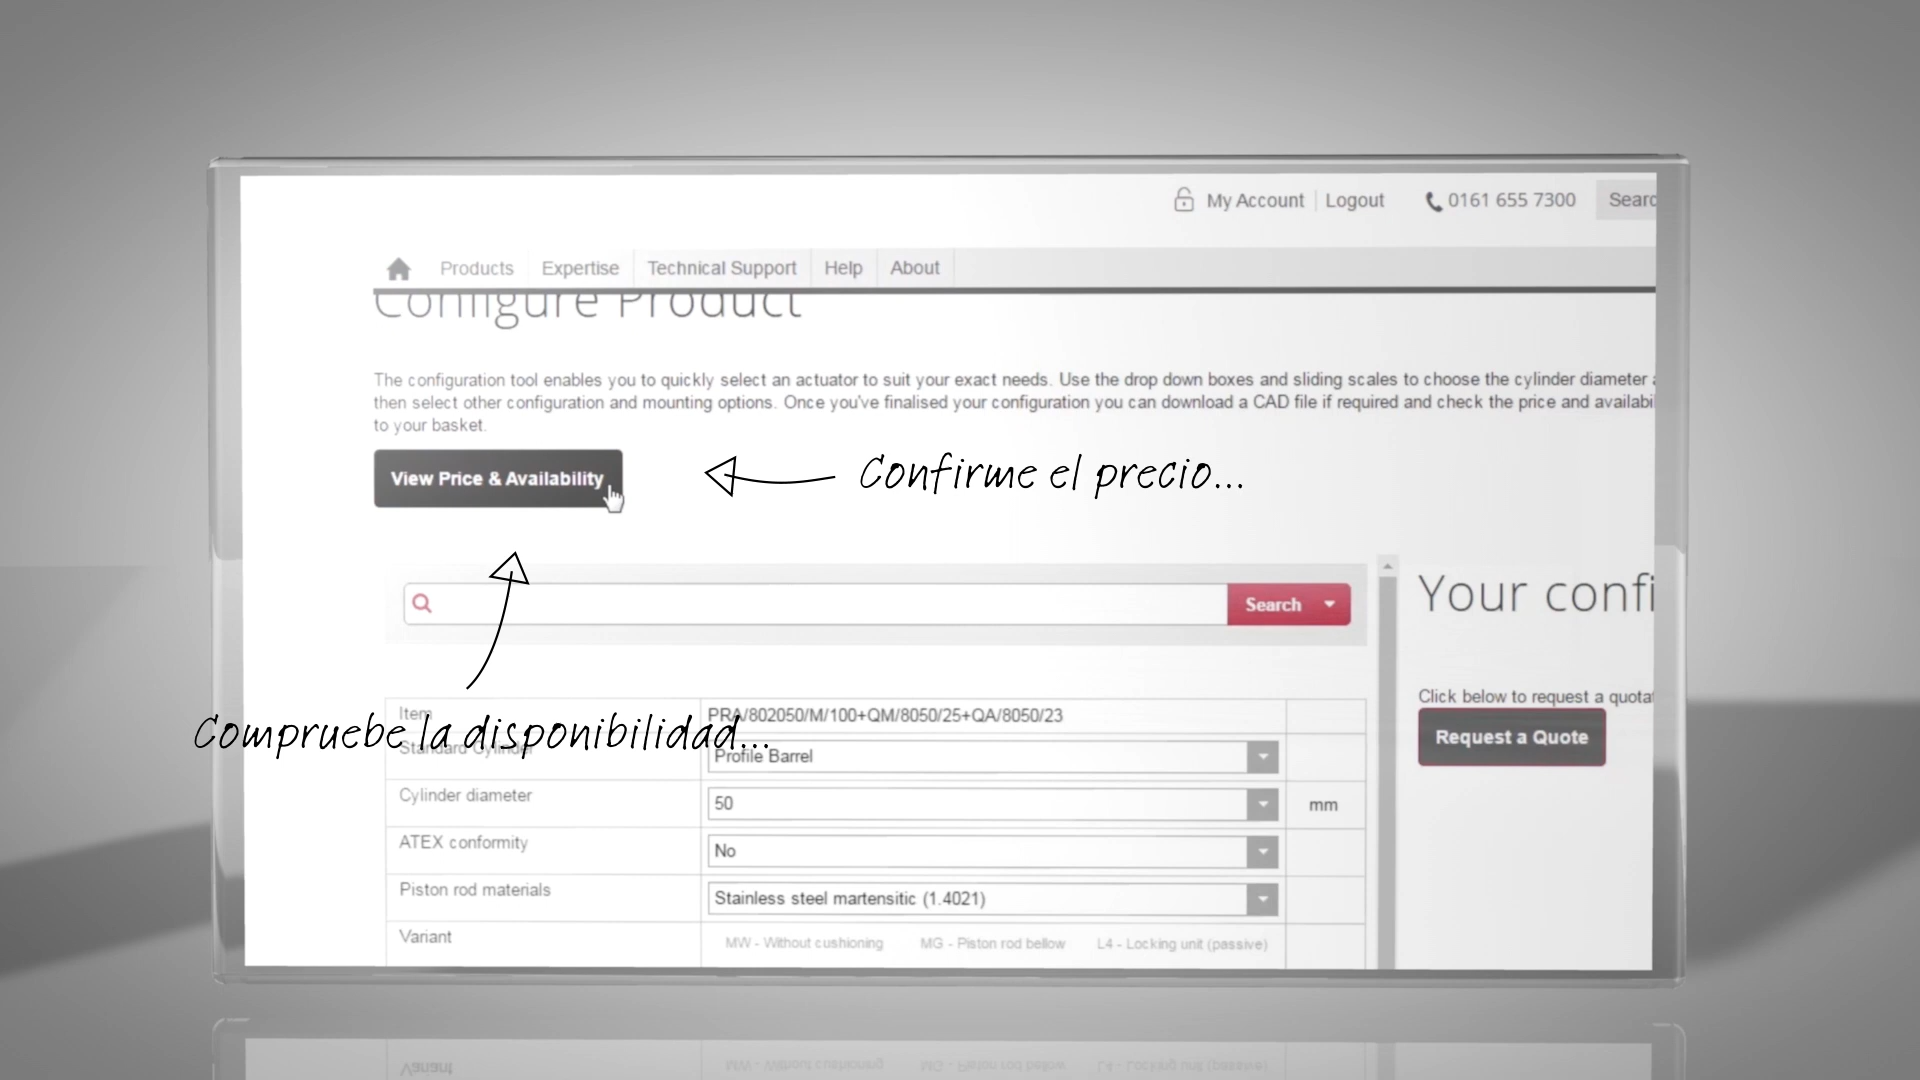 My Account Logout 0161 655 7300 Searc
Products Expertise Technical Support Help About
Configure Product
The configuration tool enables you to quickly select an actuator to suit your exact needs. Use the drop down boxes and sliding scales to choose the cylinder diameter
then select other configuration and mounting options. Once you've finalised your configuration you can download a CAD file if required and check the price and availabi
to your basket.
View Price & Availability
Confirme el precio...
Search
Your confi
Click below to request a quota
Request a Quote
Compruebe la disponibilidad...
Item PRA/802050/M/100+QM/8050/25+QA/8050/23
Standard Cylinder Profile Barrel
Cylinder diameter 50 mm
ATEX conformity No
Piston rod materials Stainless steel martensitic (1.4021)
Variant MW - Without cushioning MG - Piston rod bellow L4 - Locking unit (passive)